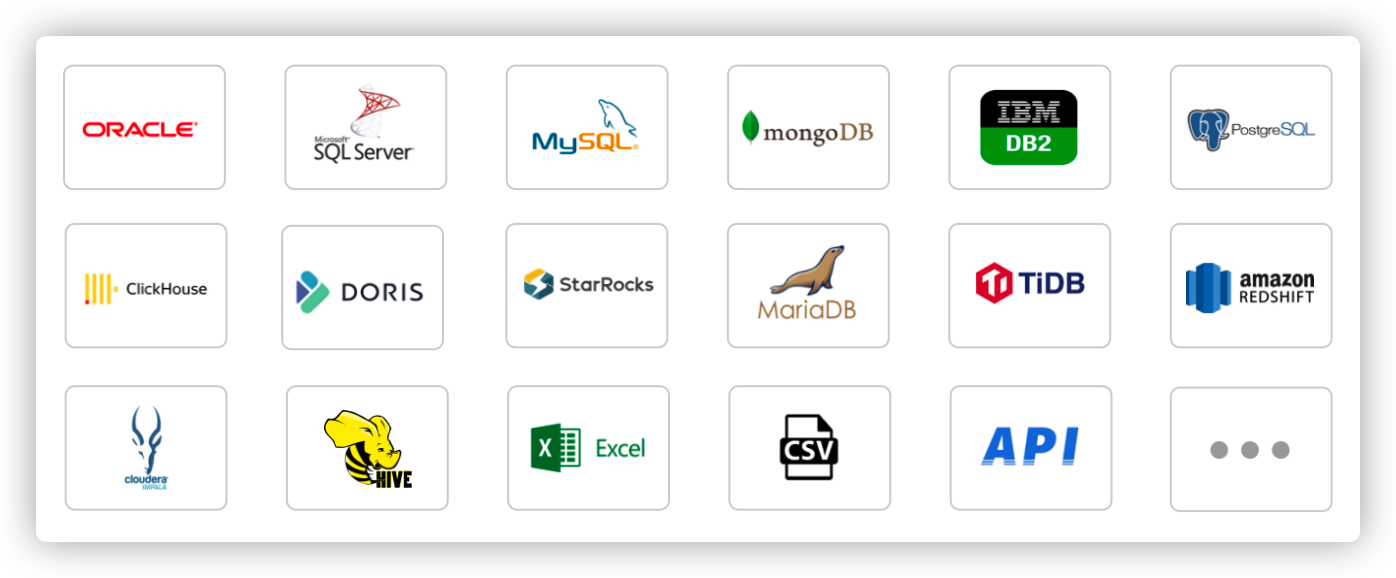 ORACLE
Microsoft
SQL Server
MySQL
mongoDB
IBM
DB2
PostgreSQL
ClickHouse
DORIS
StarRocks
MariaDB
TiDB
amazon
REDSHIFT
cloudera
IMPALA
HIVE
X
Excel
CSV
API